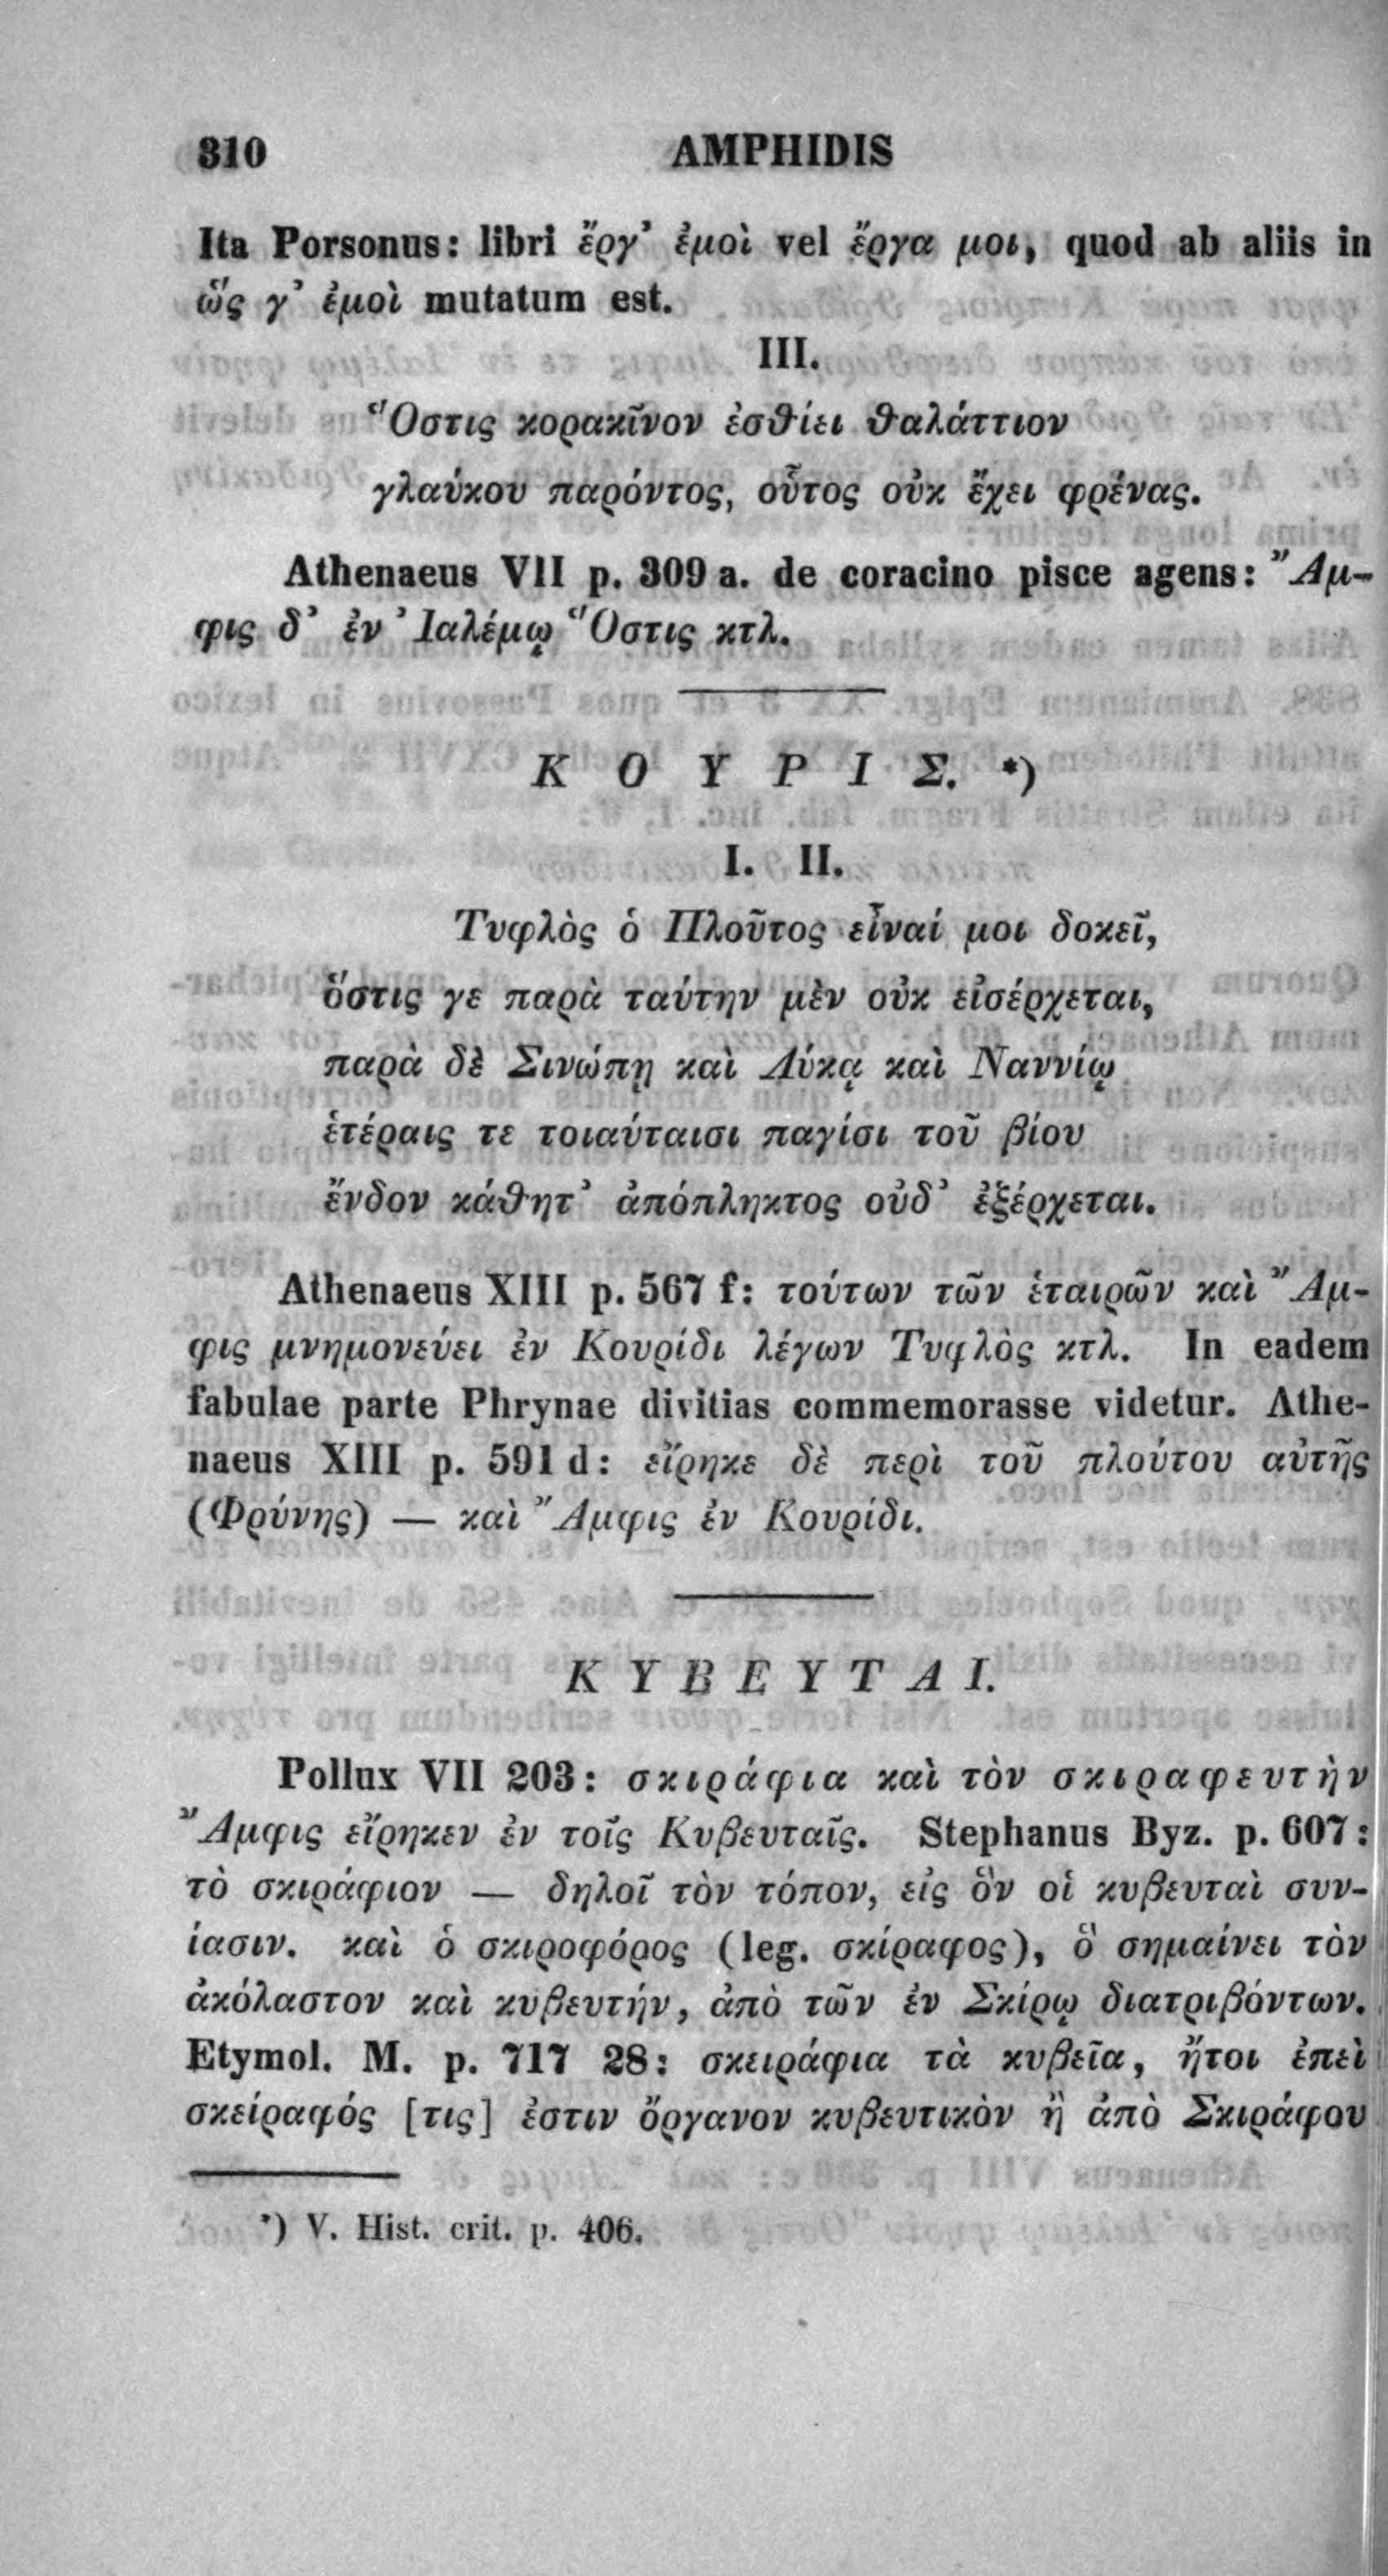 310 AMPHIDIS
Ita Porsonus: libri ἔργ’ ἐμοὶ vel ἔργα μοι, quod ab aliis in
ὥς γ’ ἐμοὶ mutatum est.
III.
Ὅστις κορακῖνον ἐσθίει θαλάττιον
γλαύκου παρόντος, οὗτος οὐκ ἔχει φρένας.
Athenaeus VII p. 309 a. de coracino pisce agens: Ἄμ-
φις δ’ ἐν Ἰαλέμῳ Ὅστις κτλ.
ΚΟΥΡΙΣ. *)
I. II.
Τυφλὸς ὁ Πλοῦτος εἶναί μοι δοκεῖ,
ὅστις γε παρὰ ταύτην μὲν οὐκ εἰσέρχεται,
παρὰ δὲ Σινώπῃ καὶ Λύκᾳ καὶ Ναννίῳ
ἑτέραις τε τοιαύταισι παγίσι τοῦ βίου
ἔνδον κάθητ’ ἀπόπληκτος οὐδ’ ἐξέρχεται.
Athenaeus XIII p. 567 f: τούτων τῶν ἑταιρῶν καὶ Ἄμ-
φις μνημονεύει ἐν Κουρίδι λέγων Τυφλὸς κτλ. In eadem
fabulae parte Phrynae divitias commemorasse videtur. Athe-
naeus XIII p. 591 d: εἴρηκε δὲ περὶ τοῦ πλούτου αὐτῆς
(Φρύνης) — καὶ Ἄμφις ἐν Κουρίδι.
ΚΥΒΕΥΤΑΙ.
Pollux VII 203: σκιράφια καὶ τὸν σκιραφευτὴν
Ἄμφις εἴρηκεν ἐν τοῖς Κυβευταῖς. Stephanus Byz. p. 607:
τὸ σκιράφιον — δηλοῖ τὸν τόπον, εἰς ὃν οἱ κυβευταὶ συν-
ίασιν. καὶ ὁ σκιροφόρος (leg. σκίραφος), ὃ σημαίνει τὸν
ἀκόλαστον καὶ κυβευτήν, ἀπὸ τῶν ἐν Σκίρῳ διατριβόντων.
Etymol. M. p. 717 28: σκειράφια τὰ κυβεῖα, ἤτοι ἐπεὶ
σκείραφός [τις] ἐστιν ὄργανον κυβευτικὸν ἢ ἀπὸ Σκιράφου
*) V. Hist. crit. p. 406.